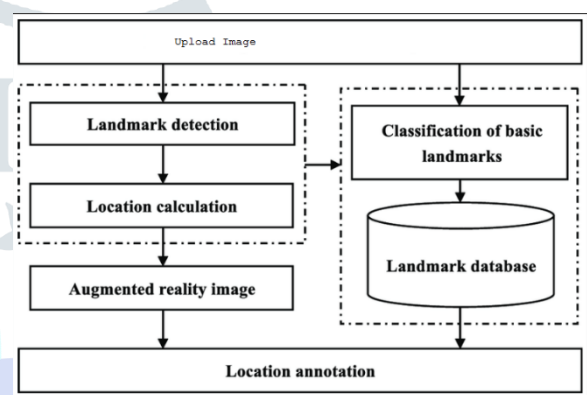 Upload Image
Landmark detection
Location calculation
Augmented reality image
Classification of basic
landmarks
Landmark database
Location annotation